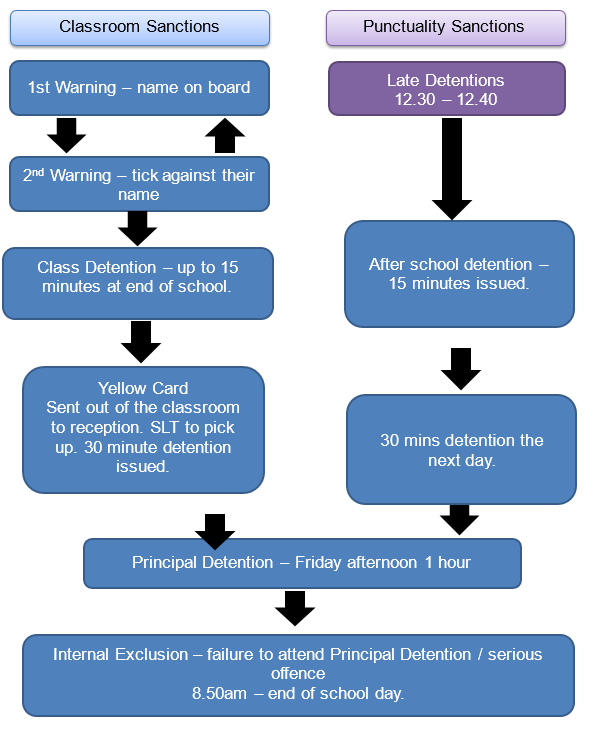 Classroom Sanctions
Punctuality Sanctions
1st Warning – name on board
Late Detentions
12.30 – 12.40
2nd Warning – tick against their
name
Class Detention – up to 15
minutes at end of school.
After school detention –
15 minutes issued.
Yellow Card
Sent out of the classroom
to reception. SLT to pick
up. 30 minute detention
issued.
30 mins detention the
next day.
Principal Detention – Friday afternoon 1 hour
Internal Exclusion – failure to attend Principal Detention / serious
offence
8.50am – end of school day.